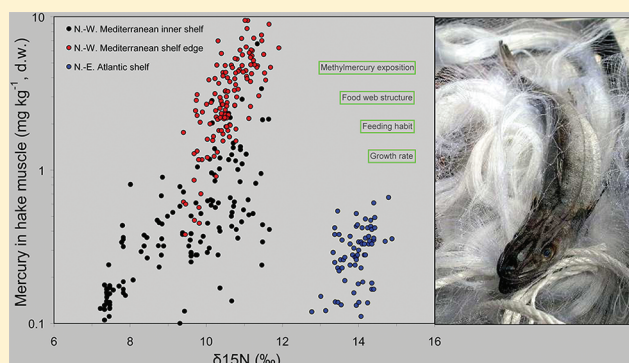 Mercury in hake muscle (mg kg-1, d.w.)
10
1
0.1
N.-W. Mediterranean inner shelf
N.-W. Mediterranean shelf edge
N.-E. Atlantic shelf
Methylmercury exposition
Food web structure
Feeding habit
Growth rate
6 8 10 12 14 16
δ15N (‰)